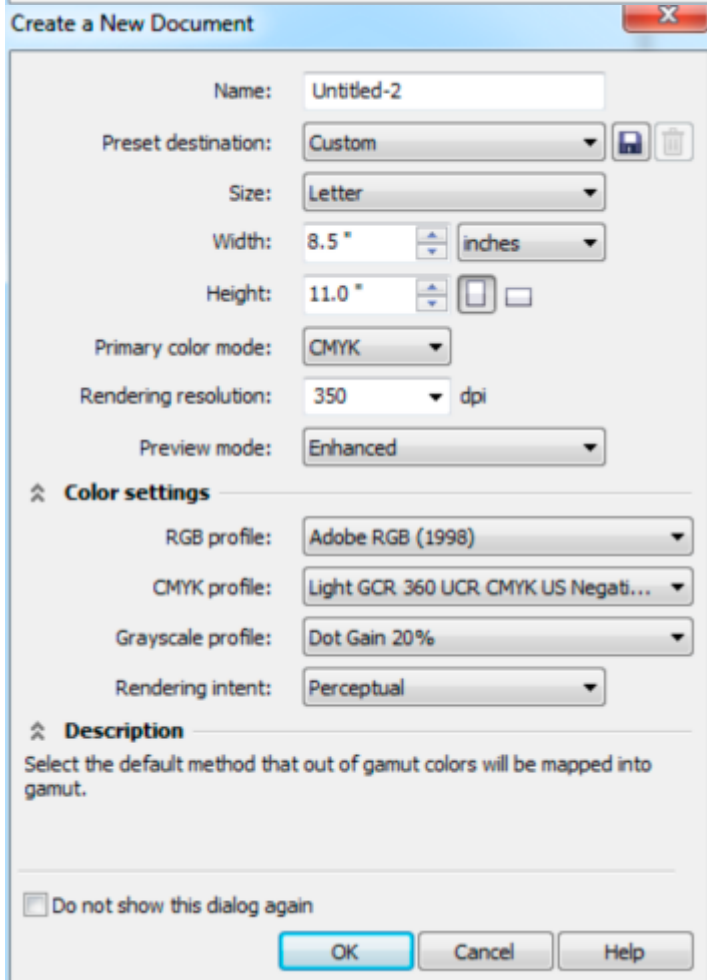 Create a New Document
Name: Untitled-2
Preset destination: Custom
Size: Letter
Width: 8.5 " inches
Height: 11.0 "
Primary color mode: CMYK
Rendering resolution: 350 dpi
Preview mode: Enhanced
Color settings
RGB profile: Adobe RGB (1998)
CMYK profile: Light GCR 360 UCR CMYK US Negati...
Grayscale profile: Dot Gain 20%
Rendering intent: Perceptual
Description
Select the default method that out of gamut colors will be mapped into
gamut.
Do not show this dialog again
OK Cancel Help